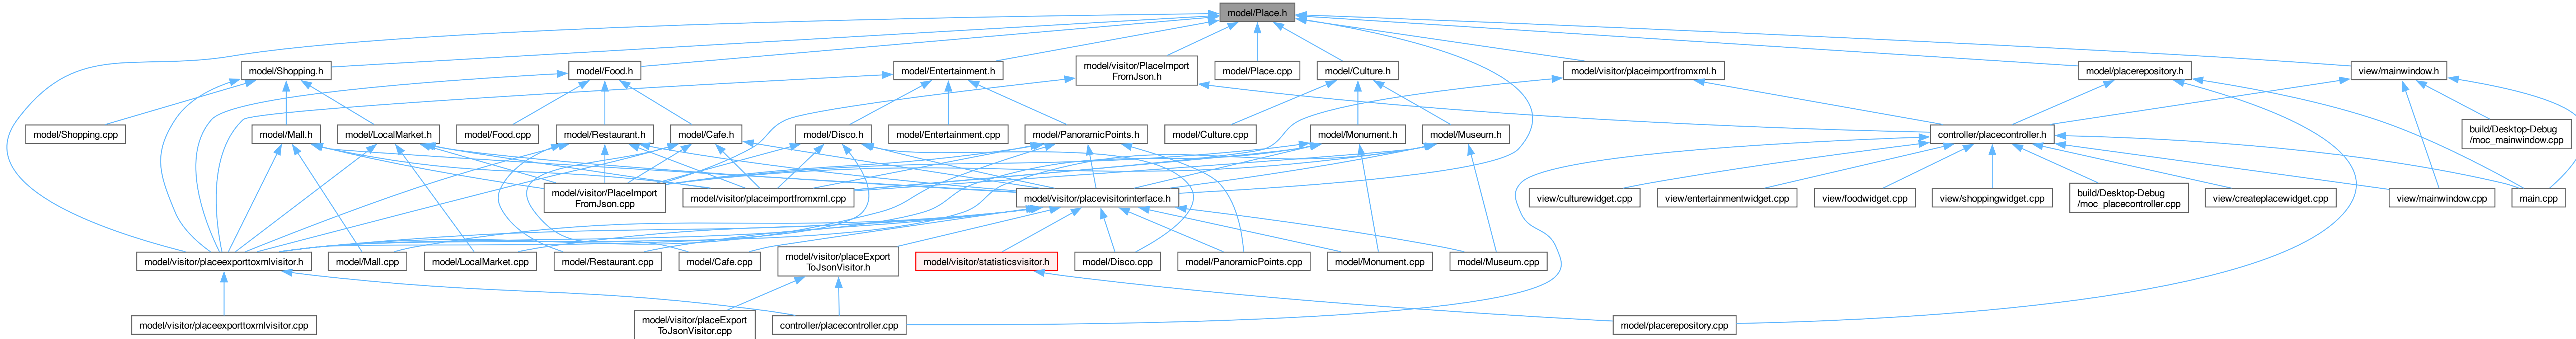 model/Place.h
model/Shopping.h
model/Food.h
model/Entertainment.h
model/visitor/PlaceImport
FromJson.h
model/Place.cpp
model/Culture.h
model/visitor/placeimportfromxml.h
model/placerepository.h
view/mainwindow.h
model/Shopping.cpp
model/Mall.h
model/LocalMarket.h
model/Food.cpp
model/Restaurant.h
model/Cafe.h
model/Disco.h
model/Entertainment.cpp
model/PanoramicPoints.h
model/Culture.cpp
model/Monument.h
model/Museum.h
controller/placecontroller.h
build/Desktop-Debug
/moc_mainwindow.cpp
model/visitor/PlaceImport
FromJson.cpp
model/visitor/placeimportfromxml.cpp
model/visitor/placevisitorinterface.h
view/culturewidget.cpp
view/entertainmentwidget.cpp
view/foodwidget.cpp
view/shoppingwidget.cpp
build/Desktop-Debug
/moc_placecontroller.cpp
view/createplacewidget.cpp
view/mainwindow.cpp
main.cpp
model/visitor/placeexporttoxmlvisitor.h
model/Mall.cpp
model/LocalMarket.cpp
model/Restaurant.cpp
model/Cafe.cpp
model/visitor/placeExport
ToJsonVisitor.h
model/visitor/statisticsvisitor.h
model/Disco.cpp
model/PanoramicPoints.cpp
model/Monument.cpp
model/Museum.cpp
model/visitor/placeexporttoxmlvisitor.cpp
model/visitor/placeExport
ToJsonVisitor.cpp
controller/placecontroller.cpp
model/placerepository.cpp